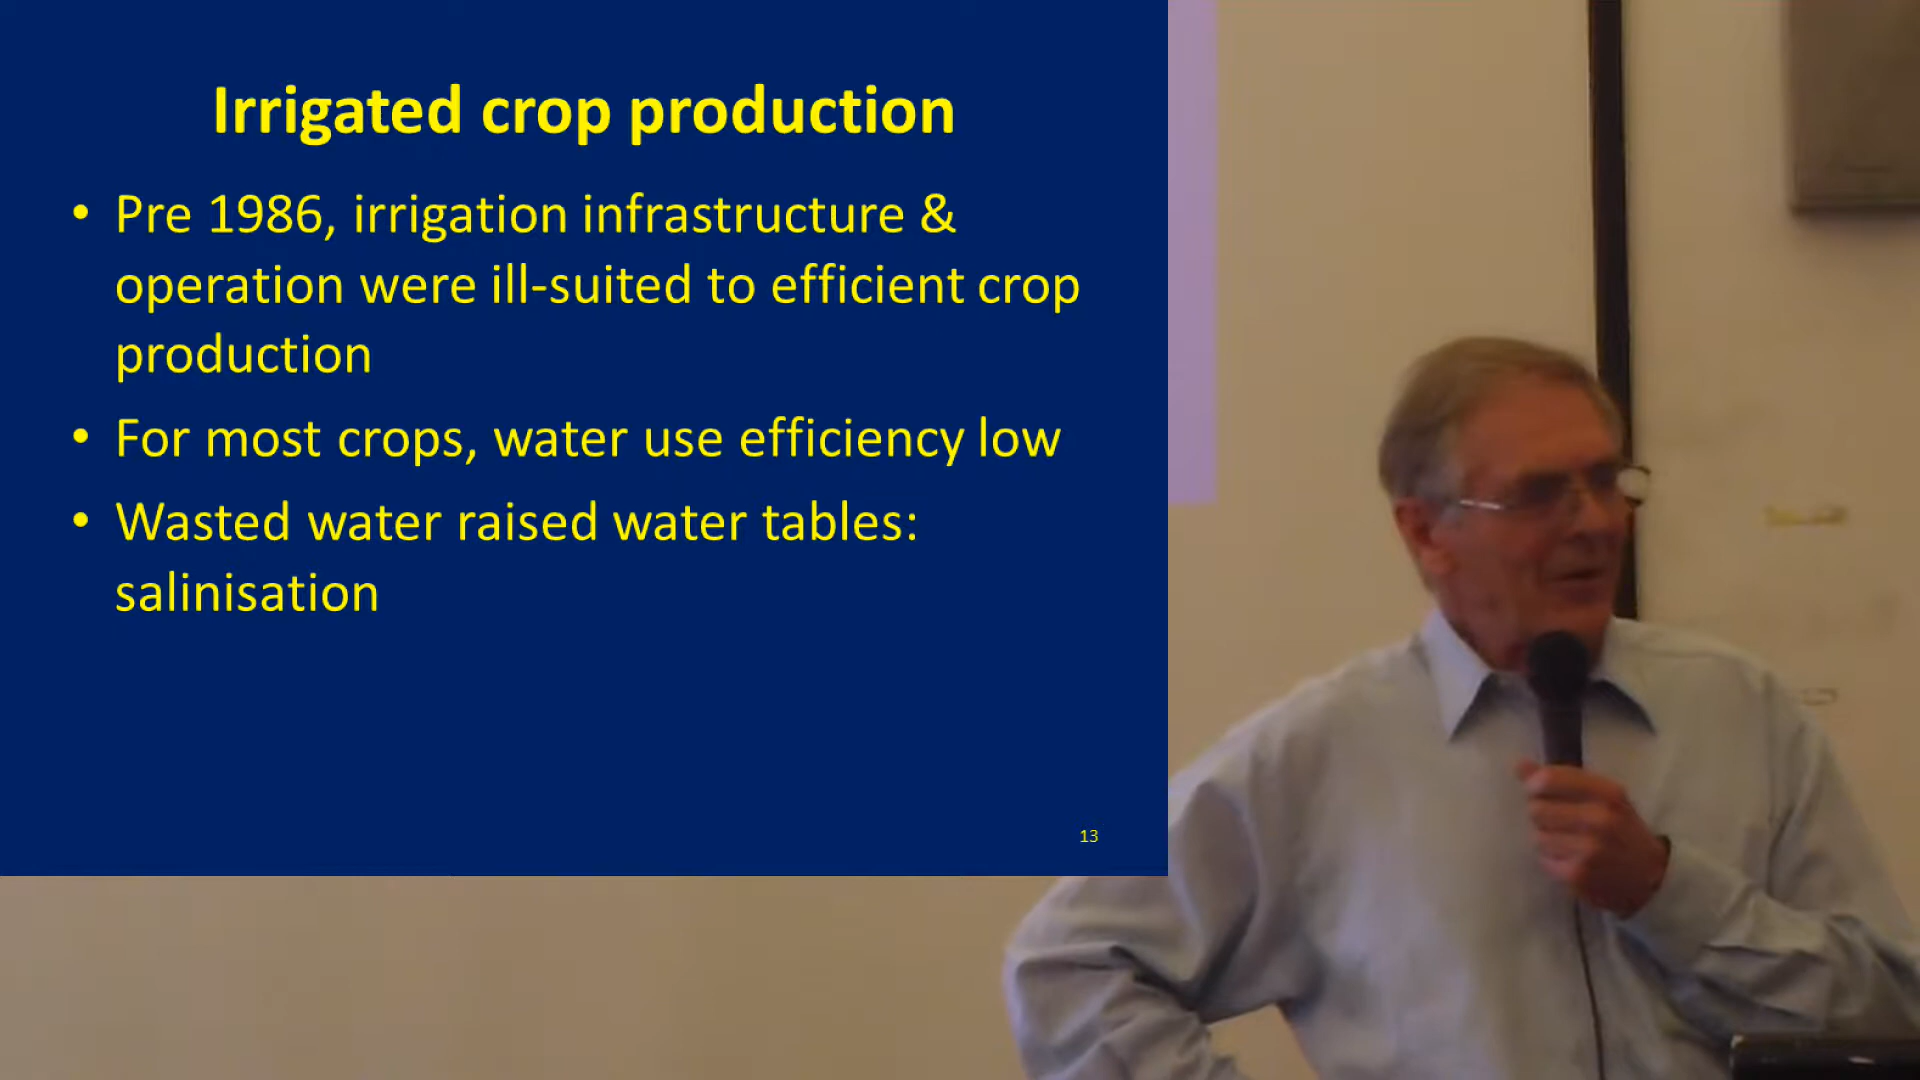 Irrigated crop production
• Pre 1986, irrigation infrastructure &
operation were ill-suited to efficient crop
production
• For most crops, water use efficiency low
• Wasted water raised water tables:
salinisation
13